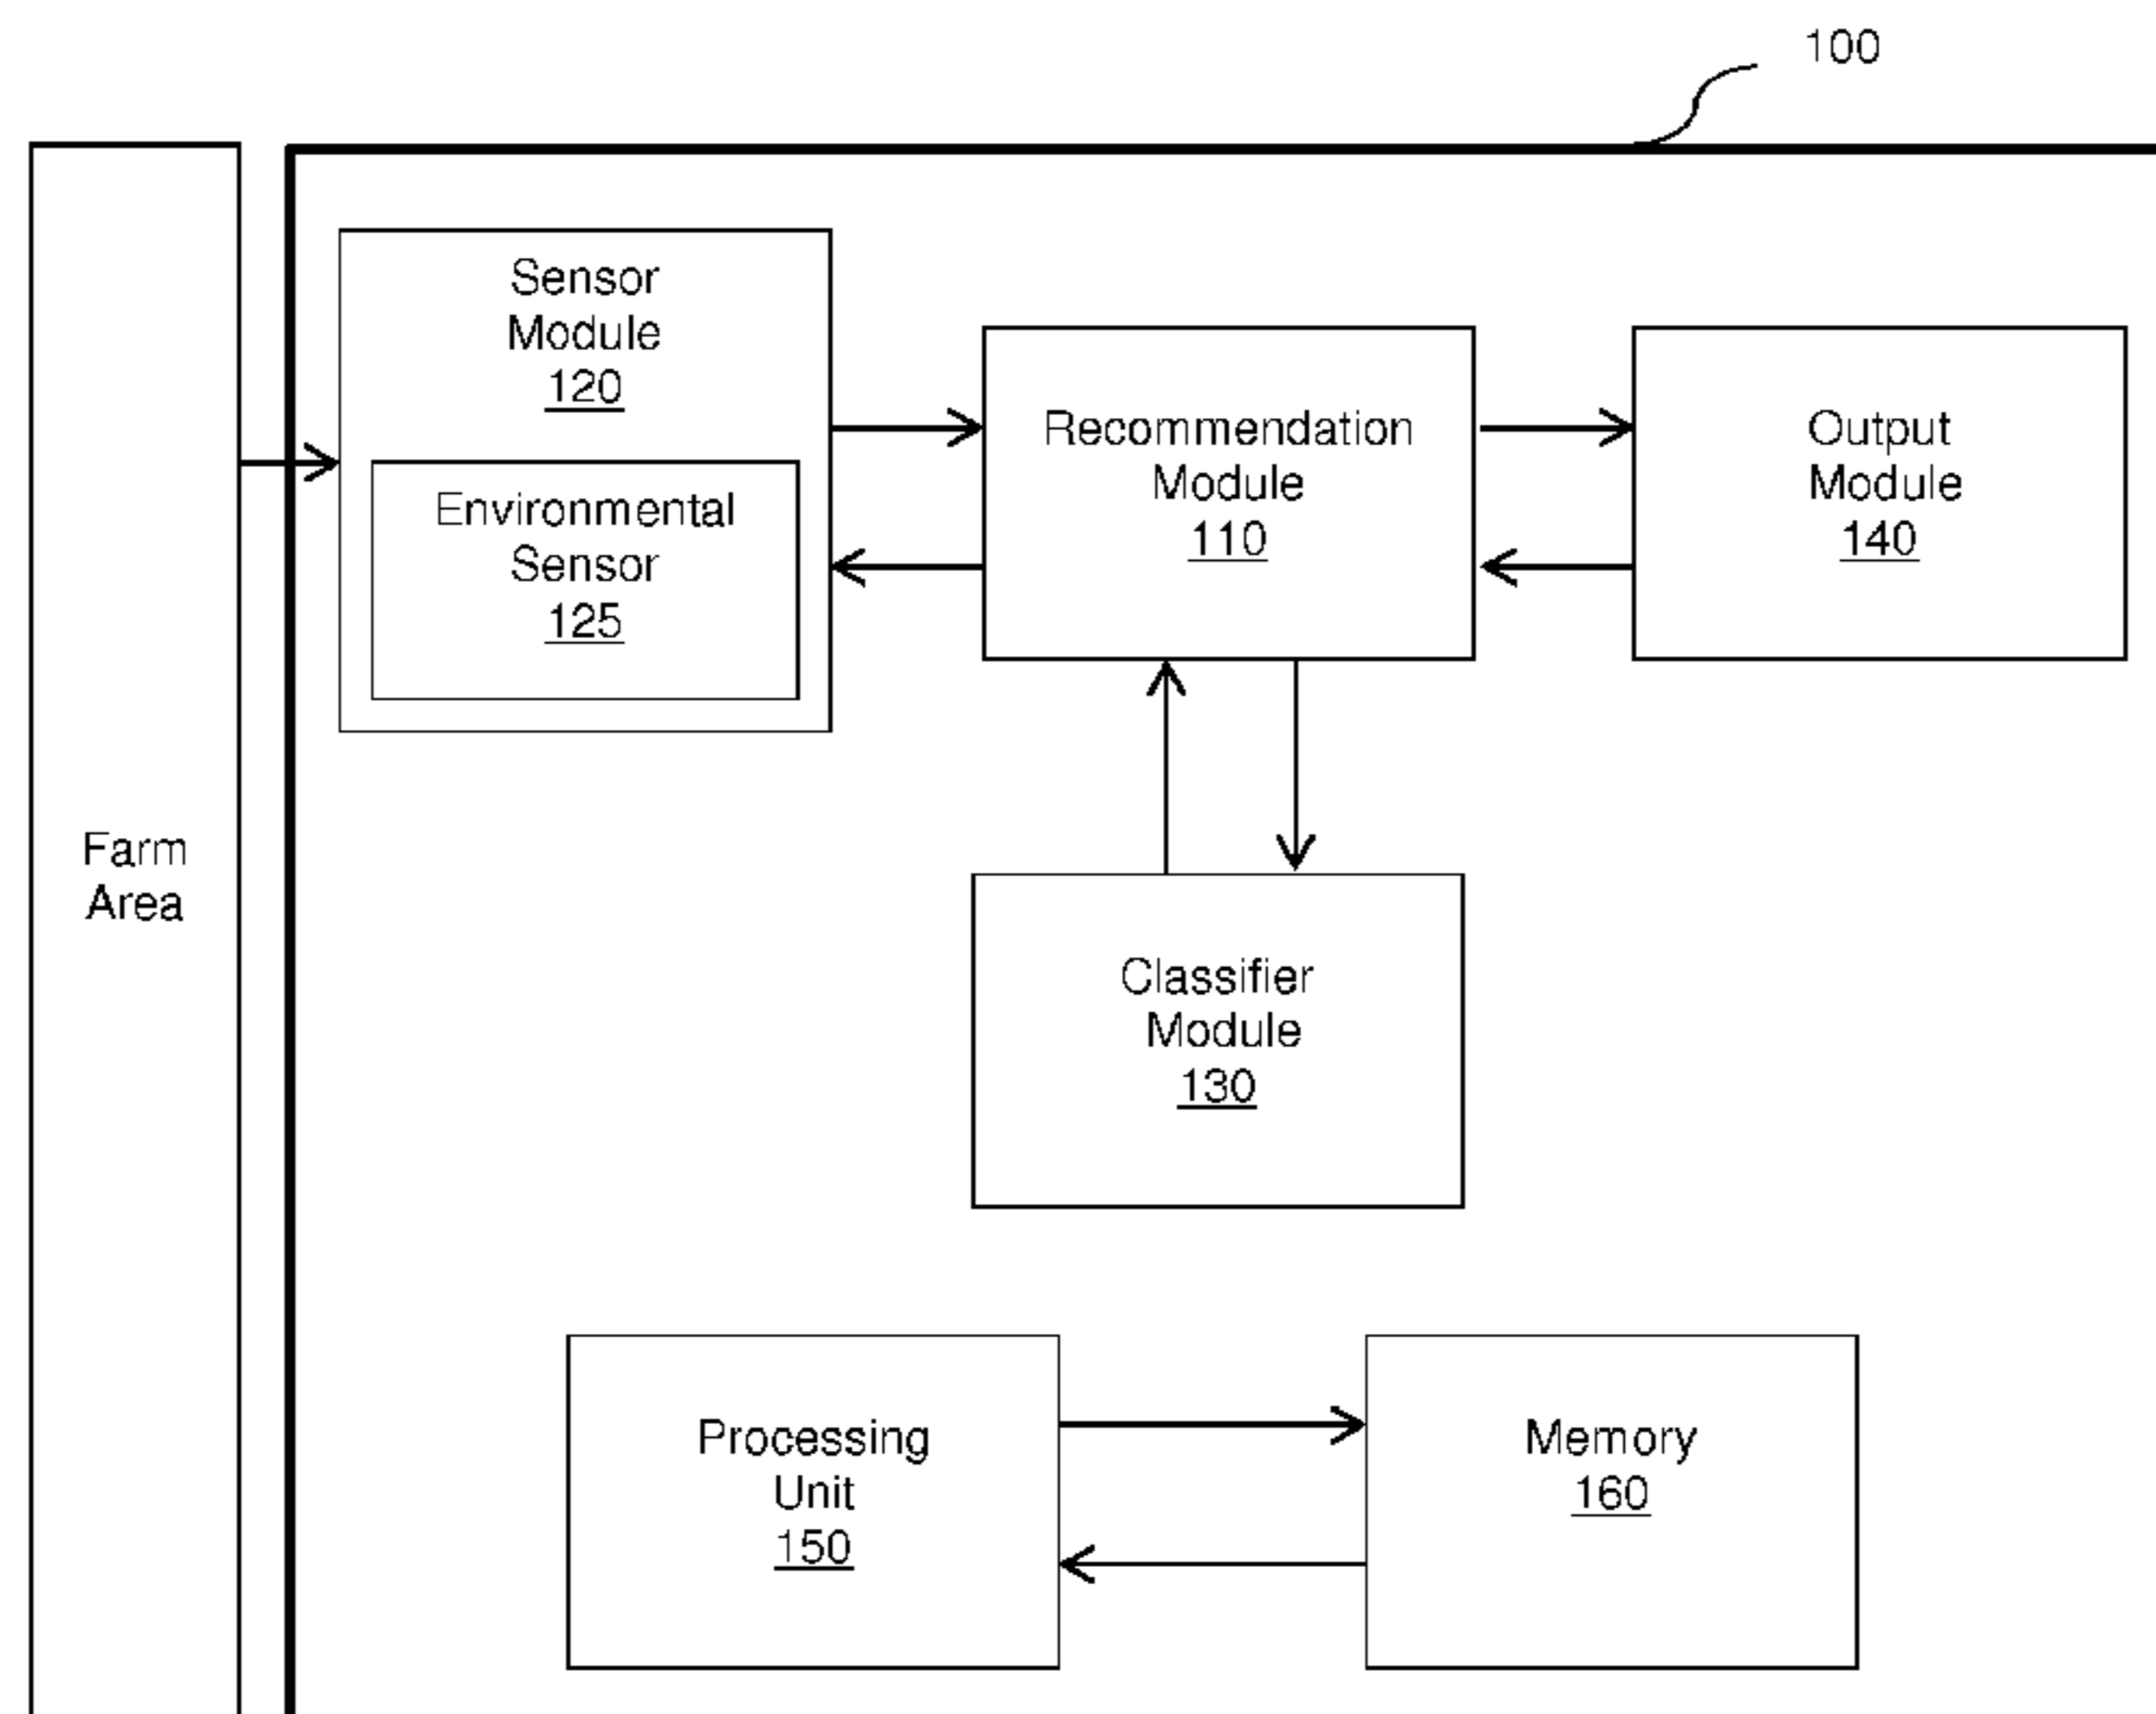 100
Sensor
Module
120
Environmental
Sensor
125
Recommendation
Module
110
Output
Module
140
Farm
Area
Classifier
Module
130
Processing
Unit
150
Memory
160